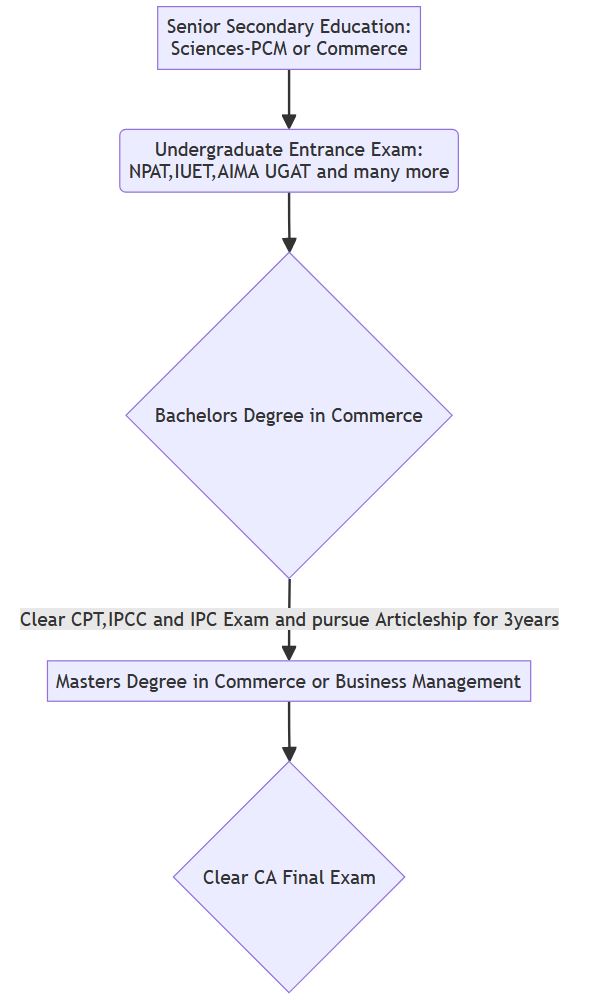 Senior Secondary Education:
Sciences-PCM or Commerce
Undergraduate Entrance Exam:
NPAT,IUET,AIMA UGAT and many more
Bachelors Degree in Commerce
Clear CPT,IPCC and IPC Exam and pursue Articleship for 3years
Masters Degree in Commerce or Business Management
Clear CA Final Exam